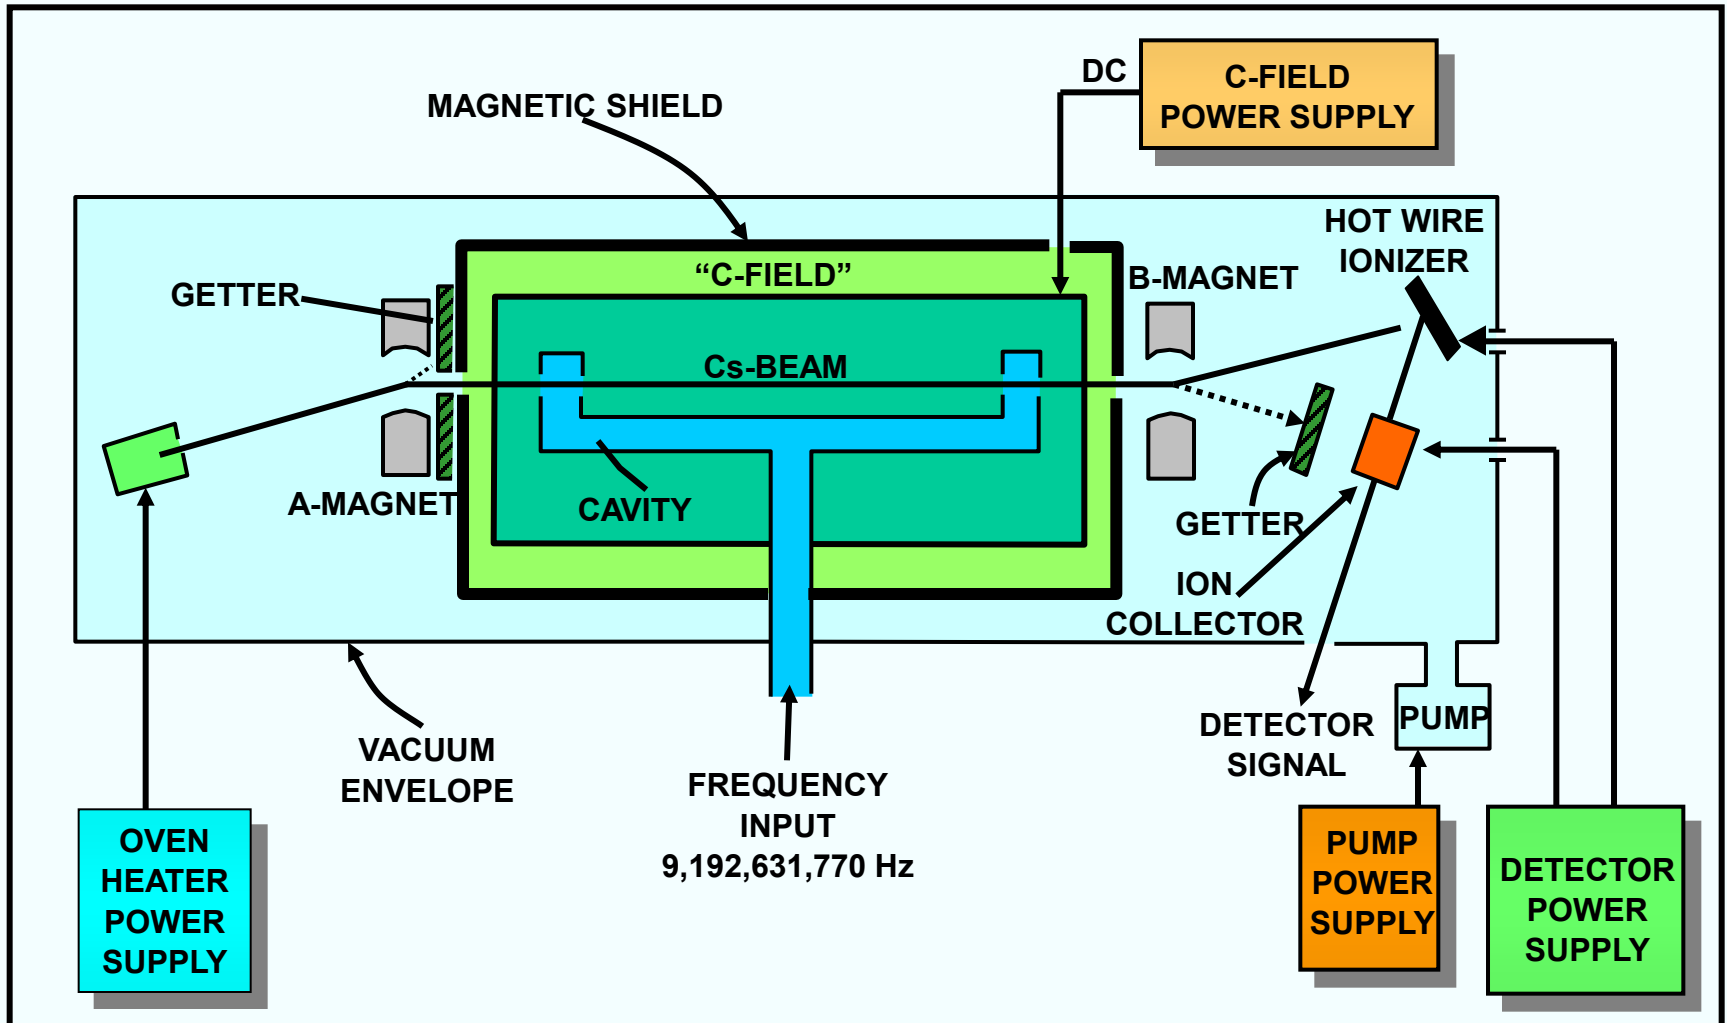 DC
C-FIELD
POWER SUPPLY
MAGNETIC SHIELD
HOT WIRE
IONIZER
“C-FIELD”
B-MAGNET
GETTER
Cs-BEAM
A-MAGNET
CAVITY
GETTER
ION
COLLECTOR
DETECTOR
SIGNAL
PUMP
VACUUM
ENVELOPE
FREQUENCY
INPUT
9,192,631,770 Hz
OVEN
HEATER
POWER
SUPPLY
PUMP
POWER
SUPPLY
DETECTOR
POWER
SUPPLY